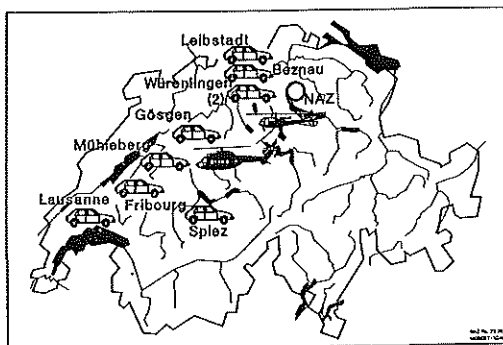 Leibstadt
Beznau
Würenlingen
(2)
NAZ
Gösgen
Mühleberg
Fribourg
Lausanne
Spiez